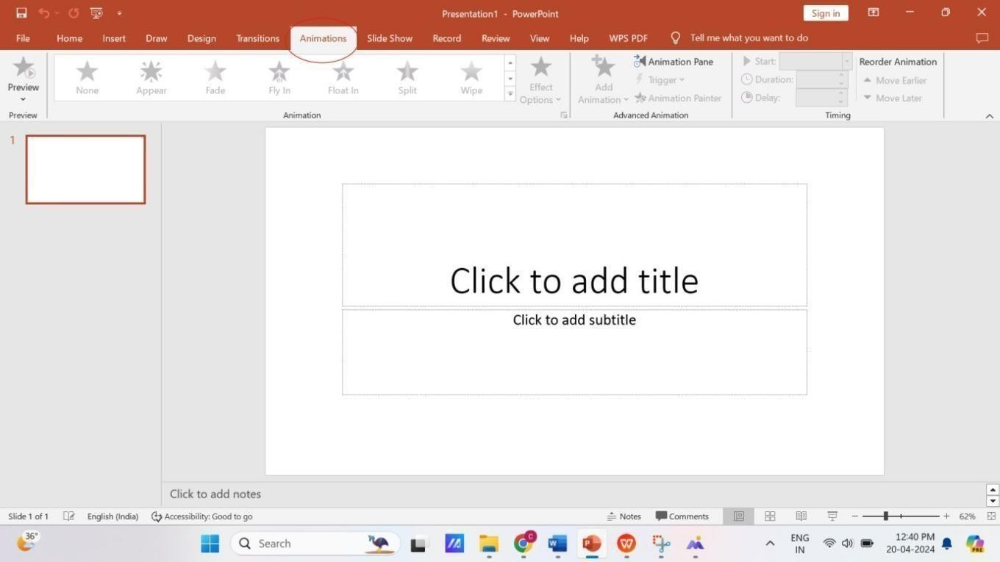 Presentation1 - PowerPoint
Sign in
File Home Insert Draw Design Transitions Animations Slide Show Record Review View Help WPS PDF Tell me what you want to do
Preview
None Appear Fade Fly In Float In Split Wipe
Effect
Options
Add
Animation
Animation Pane
Trigger
Animation Painter
Start:
Duration:
Delay:
Reorder Animation
Move Earlier
Move Later
Preview Animation Advanced Animation Timing
1
Click to add title
Click to add subtitle
Click to add notes
Slide 1 of 1 English (India) Accessibility: Good to go Notes Comments 62%
36°
Search
C
ENG
IN
12:40 PM
20-04-2024
PRE